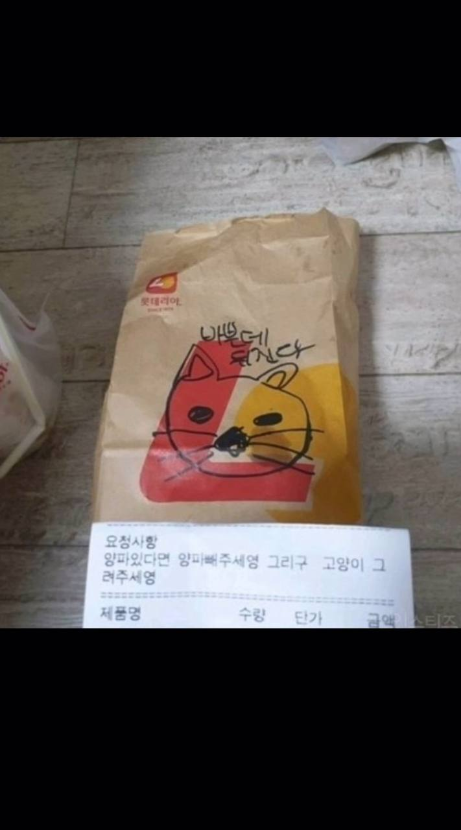 롯데리아
바쁜데
뒤진다
요청사항
양파있다면 양파빼주세영 그리구 고양이 그
려주세영
제품명 수량 단가 금액